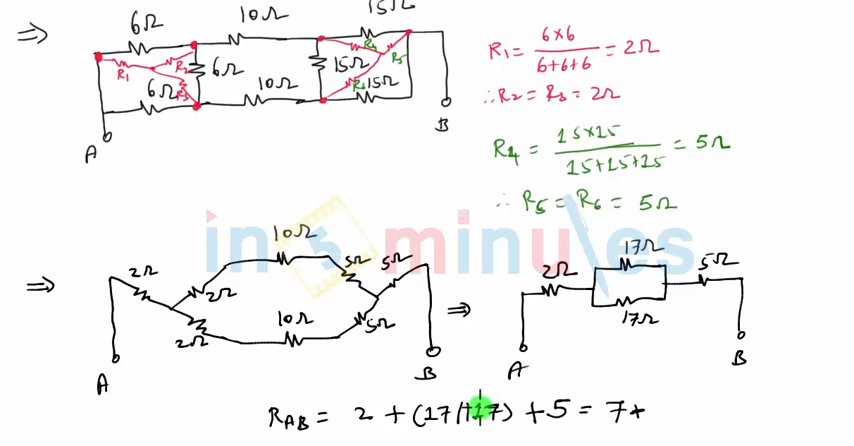 ⇒ 6Ω 10Ω 15Ω
R1 R2 R3 6Ω 15Ω R4 R5
6Ω 10Ω R6 15Ω
A B
R1 = 6×6 / 6+6+6 = 2Ω
∴R2 = R3 = 2Ω
R4 = 15×15 / 15+15+15 = 5Ω
∴ R5 = R6 = 5Ω
in 5 minutes
⇒ 2Ω 2Ω 10Ω 5Ω 5Ω
2Ω 10Ω 5Ω
A B
⇒ 2Ω 17Ω 5Ω
17Ω
A B
RAB = 2 + (17||17) + 5 = 7+